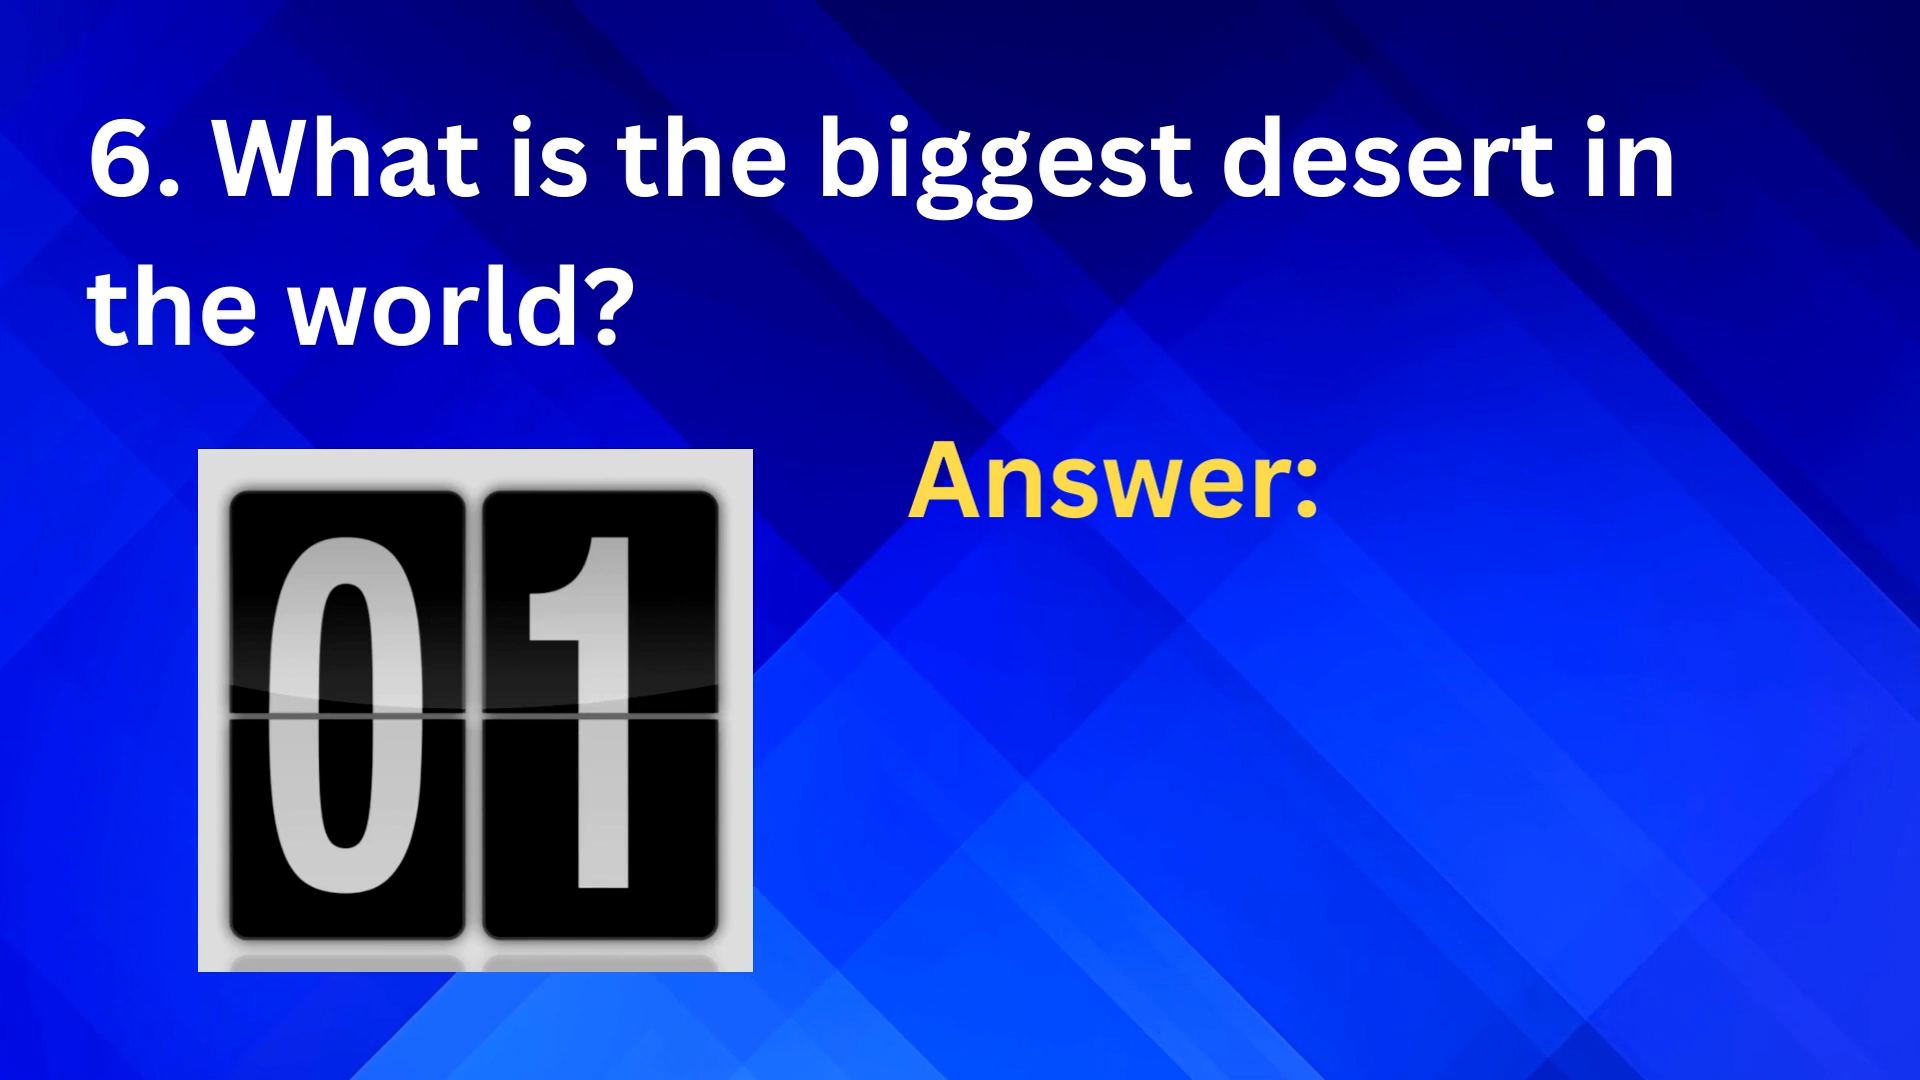 6. What is the biggest desert in
the world?
Answer:
01